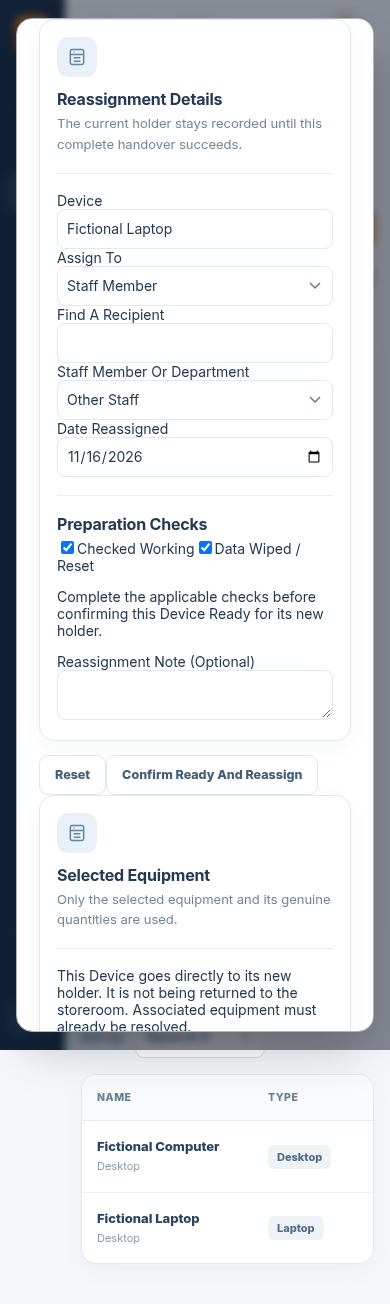 Reassignment Details
The current holder stays recorded until this
complete handover succeeds.
Device
Fictional Laptop
Assign To
Staff Member
Find A Recipient
Staff Member Or Department
Other Staff
Date Reassigned
11/16/2026
Preparation Checks
Checked Working Data Wiped /
Reset
Complete the applicable checks before
confirming this Device Ready for its new
holder.
Reassignment Note (Optional)
Reset Confirm Ready And Reassign
Selected Equipment
Only the selected equipment and its genuine
quantities are used.
This Device goes directly to its new
holder. It is not being returned to the
storeroom. Associated equipment must
already be resolved.
NAME TYPE
Fictional Computer
Desktop
Desktop
Fictional Laptop
Desktop
Laptop